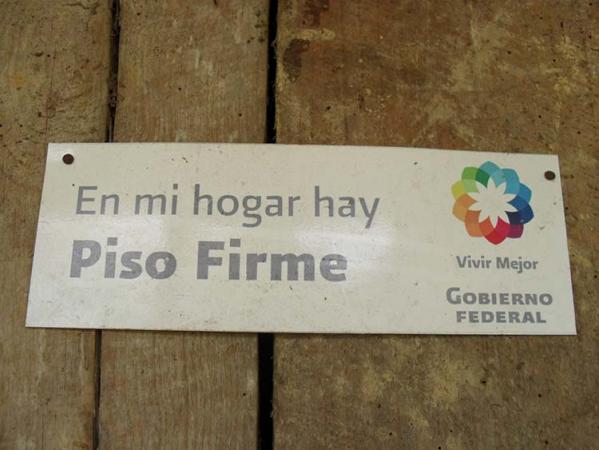 En mi hogar hay
Piso Firme
Vivir Mejor
GOBIERNO
FEDERAL